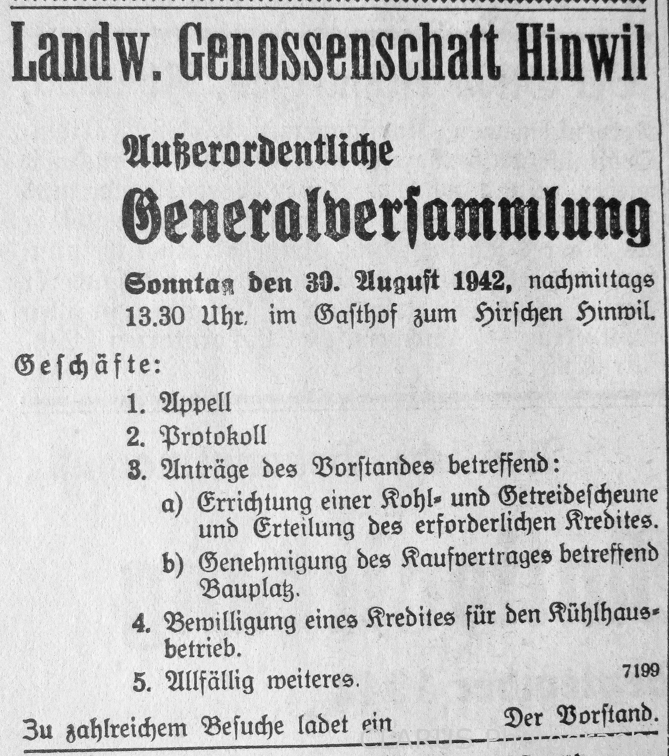 Landw. Genossenschaft Hinwil
Außerordentliche
Generalversammlung
Sonntag den 30. August 1942, nachmittags
13.30 Uhr, im Gasthof zum Hirschen Hinwil.
Geschäfte:
1. Appell
2. Protokoll
3. Anträge des Vorstandes betreffend:
a) Errichtung einer Kohl- und Getreidescheune
und Erteilung des erforderlichen Kredites.
b) Genehmigung des Kaufvertrages betreffend
Bauplatz.
4. Bewilligung eines Kredites für den Kühlhaus-
betrieb.
5. Allfällig weiteres. 7199
Zu zahlreichem Besuche ladet ein Der Vorstand.